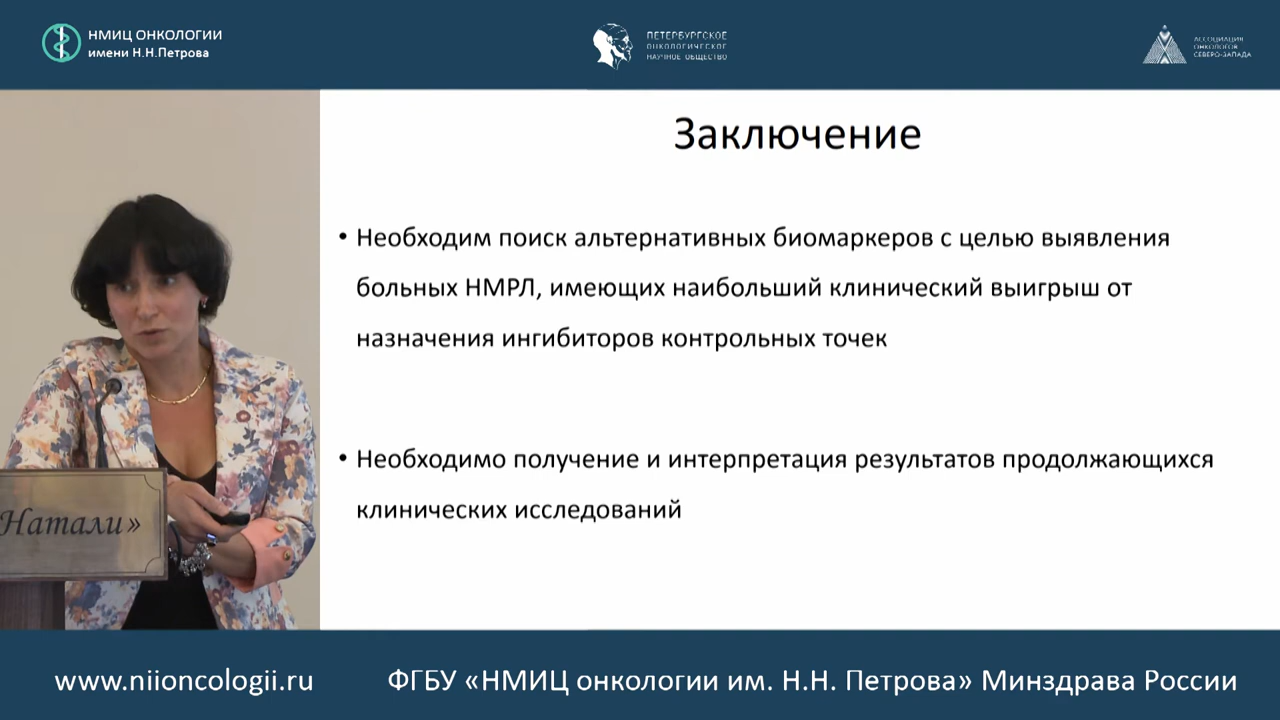 НМИЦ ОНКОЛОГИИ
имени Н.Н.Петрова
ПЕТЕРБУРГСКОЕ
ОНКОЛОГИЧЕСКОЕ
НАУЧНОЕ ОБЩЕСТВО
АССОЦИАЦИЯ
ОНКОЛОГОВ
СЕВЕРО-ЗАПАДА
Заключение
• Необходим поиск альтернативных биомаркеров с целью выявления
больных НМРЛ, имеющих наибольший клинический выигрыш от
назначения ингибиторов контрольных точек
• Необходимо получение и интерпретация результатов продолжающихся
клинических исследований
Натали»
www.niioncologii.ru
ФГБУ «НМИЦ онкологии им. Н.Н. Петрова» Минздрава России